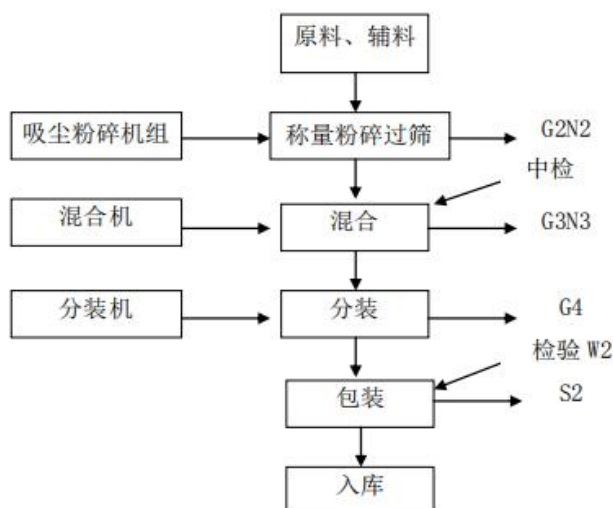 原料、辅料
吸尘粉碎机组
称量粉碎过筛
G2N2
中检
混合机
混合
G3N3
分装机
分装
G4
检验 W2
包装
S2
入库